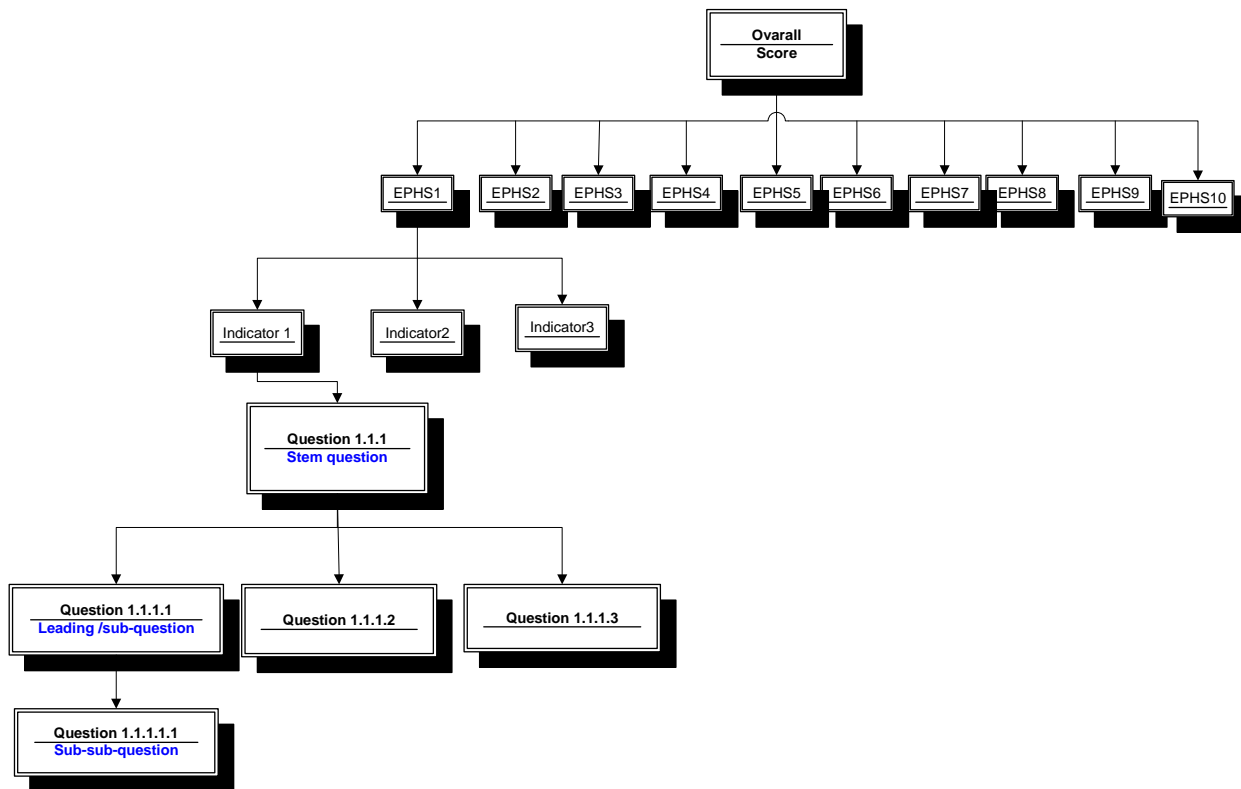 Ovarall
Score
EPHS1
EPHS2
EPHS3
EPHS4
EPHS5
EPHS6
EPHS7
EPHS8
EPHS9
EPHS10
Indicator 1
Indicator2
Indicator3
Question 1.1.1
Stem question
Question 1.1.1.1
Leading /sub-question
Question 1.1.1.2
Question 1.1.1.3
Question 1.1.1.1.1
Sub-sub-question